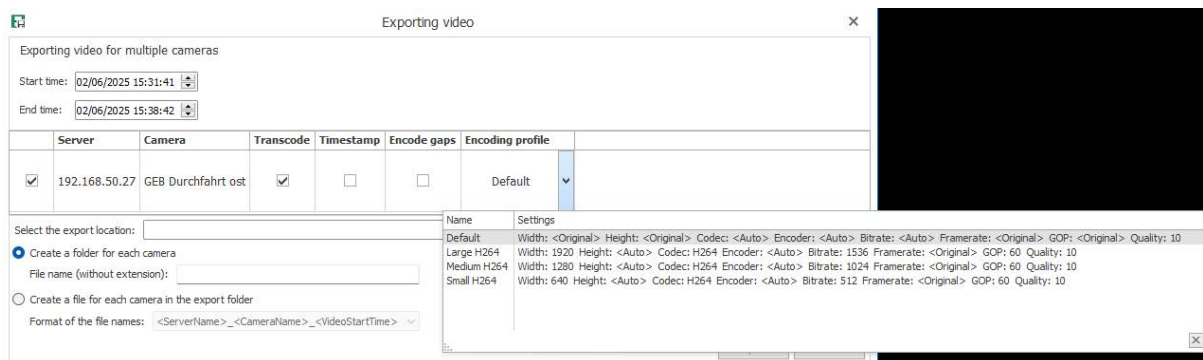 Exporting video
Exporting video for multiple cameras
Start time: 02/06/2025 15:31:41
End time: 02/06/2025 15:38:42
Server Camera Transcode Timestamp Encode gaps Encoding profile
192.168.50.27 GEB Durchfahrt ost Default
Select the export location:
Create a folder for each camera
File name (without extension):
Create a file for each camera in the export folder
Format of the file names: <ServerName>_<CameraName>_<VideoStartTime>
Name Settings
Default Width: <Original> Height: <Original> Codec: <Auto> Encoder: <Auto> Bitrate: <Auto> Framerate: <Original> GOP: <Original> Quality: 10
Large H264 Width: 1920 Height: <Auto> Codec: H264 Encoder: <Auto> Bitrate: 1536 Framerate: <Original> GOP: 60 Quality: 10
Medium H264 Width: 1280 Height: <Auto> Codec: H264 Encoder: <Auto> Bitrate: 1024 Framerate: <Original> GOP: 60 Quality: 10
Small H264 Width: 640 Height: <Auto> Codec: H264 Encoder: <Auto> Bitrate: 512 Framerate: <Original> GOP: 60 Quality: 10